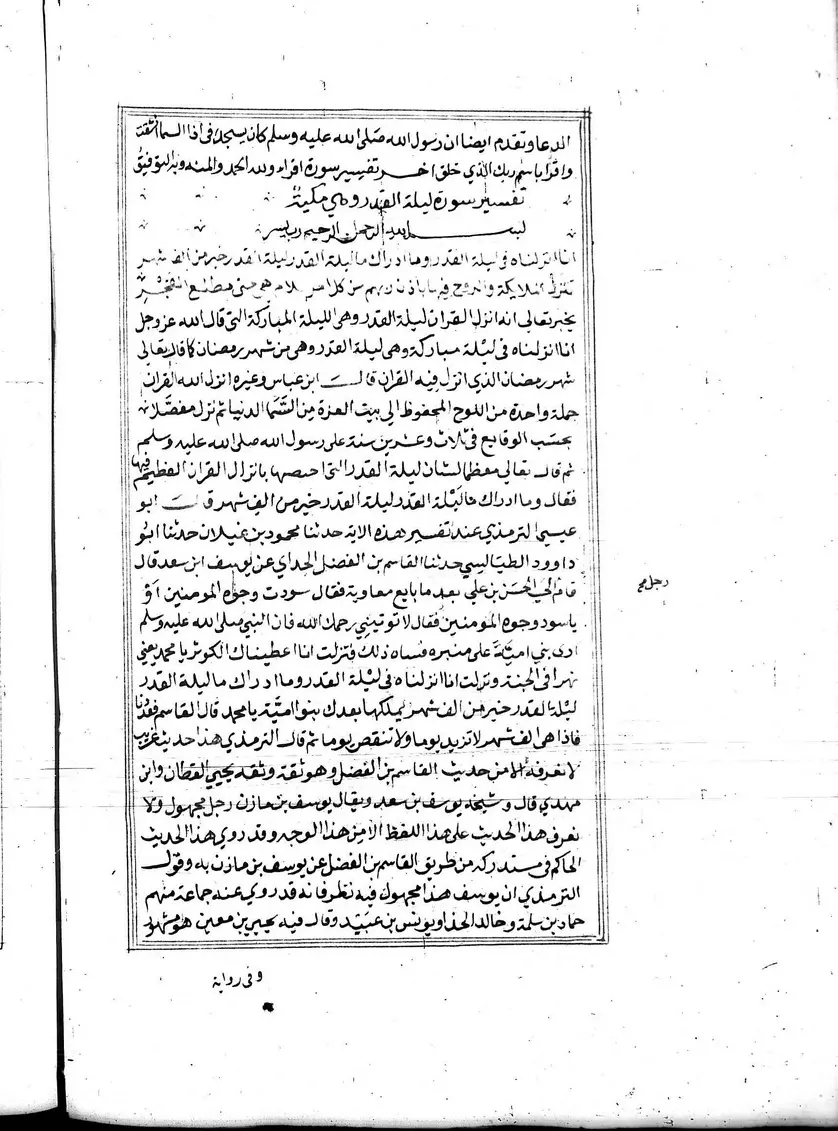 الدعا وتقدم ايضا ان رسول الله صلى الله عليه وسلم كان يسجد في اذا السما انشقت
واقرا باسم ربك الذي خلق اخر تفسير سورة اقرا ولله الحمد والمنه وبه التوفيق
تفسير سورة ليلة القدر وهي مكية
بسم الله الرحمن الرحيم رب يسر
انا انزلناه في ليلة القدر وما ادراك ما ليلة القدر ليلة القدر خير من الف شهر
تنزل الملايكة والروح فيها باذن ربهم من كل امر سلام هي حتى مطلع الفجر
يخبر تعالى انه انزل القران ليلة القدر وهي الليلة المباركة التي قال الله عز وجل
انا انزلناه في ليلة مباركة وهي ليلة القدر وهي من شهر رمضان كما قال تعالى
شهر رمضان الذي انزل فيه القران قال ابن عباس وغيره انزل الله القران
جملة واحدة من اللوح المحفوظ الى بيت العزة من السما الدنيا ثم نزل مفصلا
بحسب الوقايع في ثلاث وعشرين سنة على رسول الله صلى الله عليه وسلم
ثم قال تعالى معظما لشان ليلة القدر التي اختصها بانزال القران العظيم فيها
فقال وما ادراك ما ليلة القدر ليلة القدر خير من الف شهر قال ابو
عيسى الترمذي عند تفسير هذه الاية حدثنا محمود بن غيلان حدثنا ابو
داوود الطيالسي حدثنا القاسم بن الفضل الحداي عن يوسف ابن سعد قال
قام الى الحسن بن علي بعد ما بايع معاوية فقال سودت وجوه المومنين او
يا مسود وجوه المومنين فقال لا توتبني رحمك الله فان النبي صلى الله عليه وسلم
ارى بني امية على منبره فساه ذلك فنزلت انا اعطيناك الكوثر يا محمد يعني
نهرا في الجنة ونزلت انا انزلناه في ليلة القدر وما ادراك ما ليلة القدر
ليلة القدر خير من الف شهر يملكها بعدك بنوا امية يا محمد قال القاسم فعددنا
فاذا هي الف شهر لا تزيد يوما ولا تنقص يوما ثم قال الترمذي هذا حديث غريب
لا نعرفه الا من حديث القاسم بن الفضل وهو ثقة وثقه يحيى القطان وابن
مهدي قال وشيخه يوسف بن سعد ويقال يوسف بن مازن رجل مجهول ولا
نعرف هذا الحديث على هذا اللفظ الا من هذا الوجه وقد روي هذا الحديث
الحاكم في مستدركه من طريق القاسم بن الفضل عن يوسف بن مازن به وقول
الترمذي ان يوسف هذا مجهول فيه نظر فانه قد روي عنه جماعة منهم
حماد بن سلمة وخالد الحذا ويونس بن عبيد وقال فيه يحيى بن معين هو مشهور
رجل صح
وفي رواية